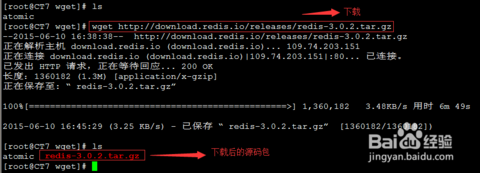 [root@CT7 wget]# ls
atomic
下载
[root@CT7 wget]# wget http://download.redis.io/releases/redis-3.0.2.tar.gz
--2015-06-10 16:38:38-- http://download.redis.io/releases/redis-3.0.2.tar.gz
正在解析主机 download.redis.io (download.redis.io)... 109.74.203.151
正在连接 download.redis.io (download.redis.io)|109.74.203.151|:80... 已连接。
已发出 HTTP 请求，正在等待回应... 200 OK
长度：1360182 (1.3M) [application/x-gzip]
正在保存至: “ redis-3.0.2.tar.gz”
100%[============================================>] 1,360,182 3.48KB/s 用时 6m 49s
2015-06-10 16:45:29 (3.25 KB/s) - 已保存 “ redis-3.0.2.tar.gz” [1360182/1360182])
[root@CT7 wget]# ls
atomic redis-3.0.2.tar.gz
下载后的源码包
[root@CT7 wget]#
Baidu 经验
jingyan.baidu.com